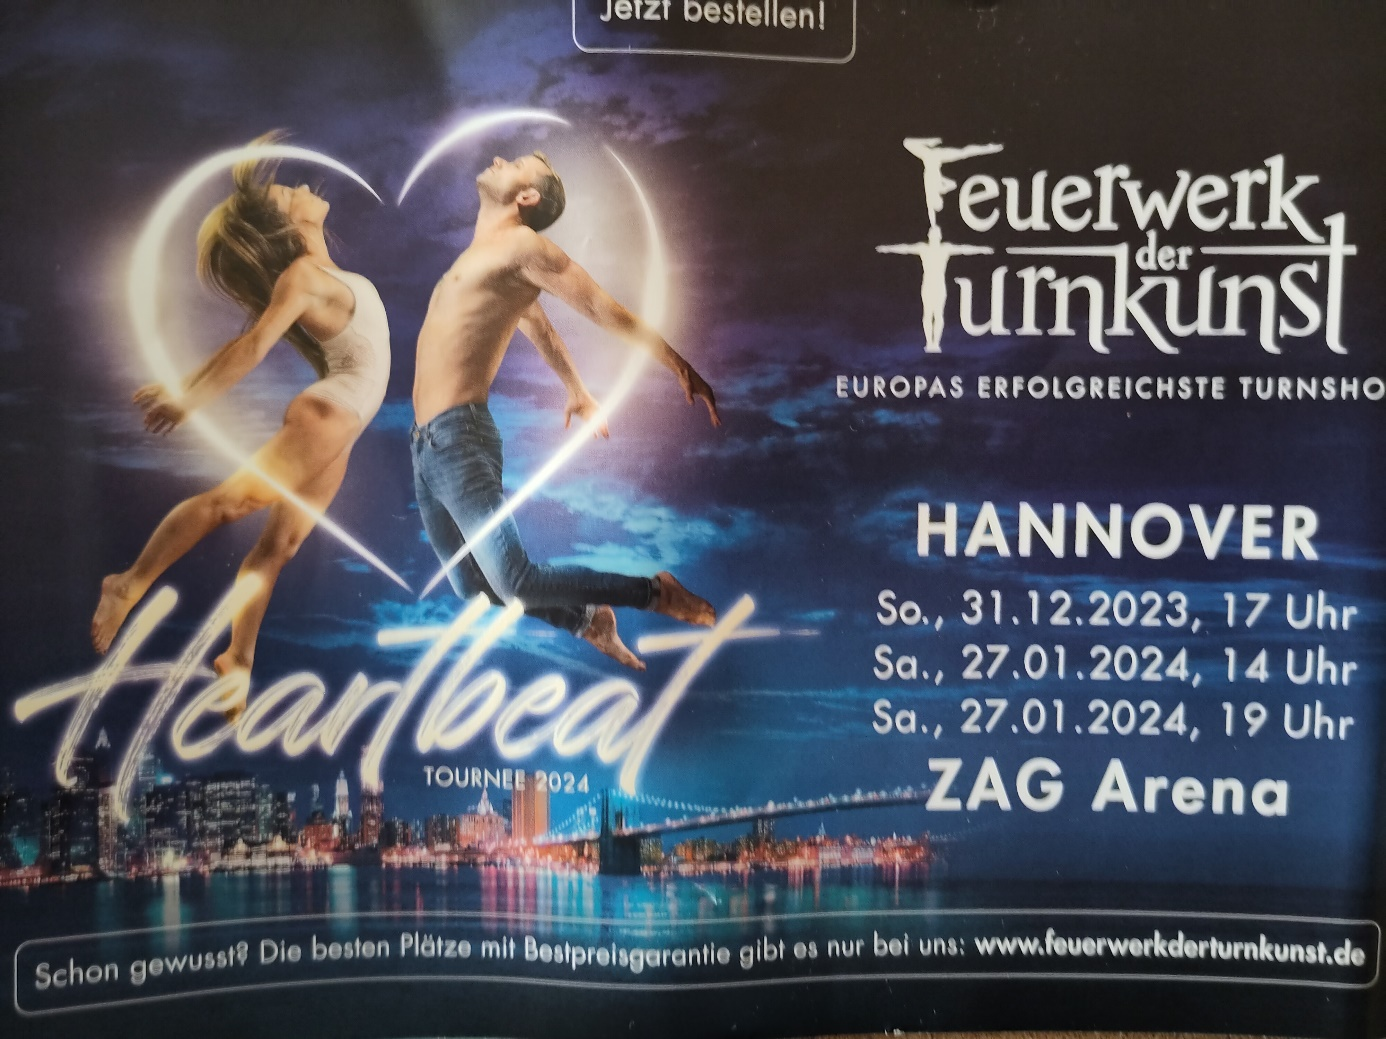 Jetzt bestellen!
Feuerwerk
der
Turnkunst
EUROPAS ERFOLGREICHSTE TURNSHO
HANNOVER
So., 31.12.2023, 17 Uhr
Sa., 27.01.2024, 14 Uhr
Sa., 27.01.2024, 19 Uhr
ZAG Arena
Heartbeat
TOURNEE 2024
Schon gewusst? Die besten Plätze mit Bestpreisgarantie gibt es nur bei uns: www.feuerwerkderturnkunst.de